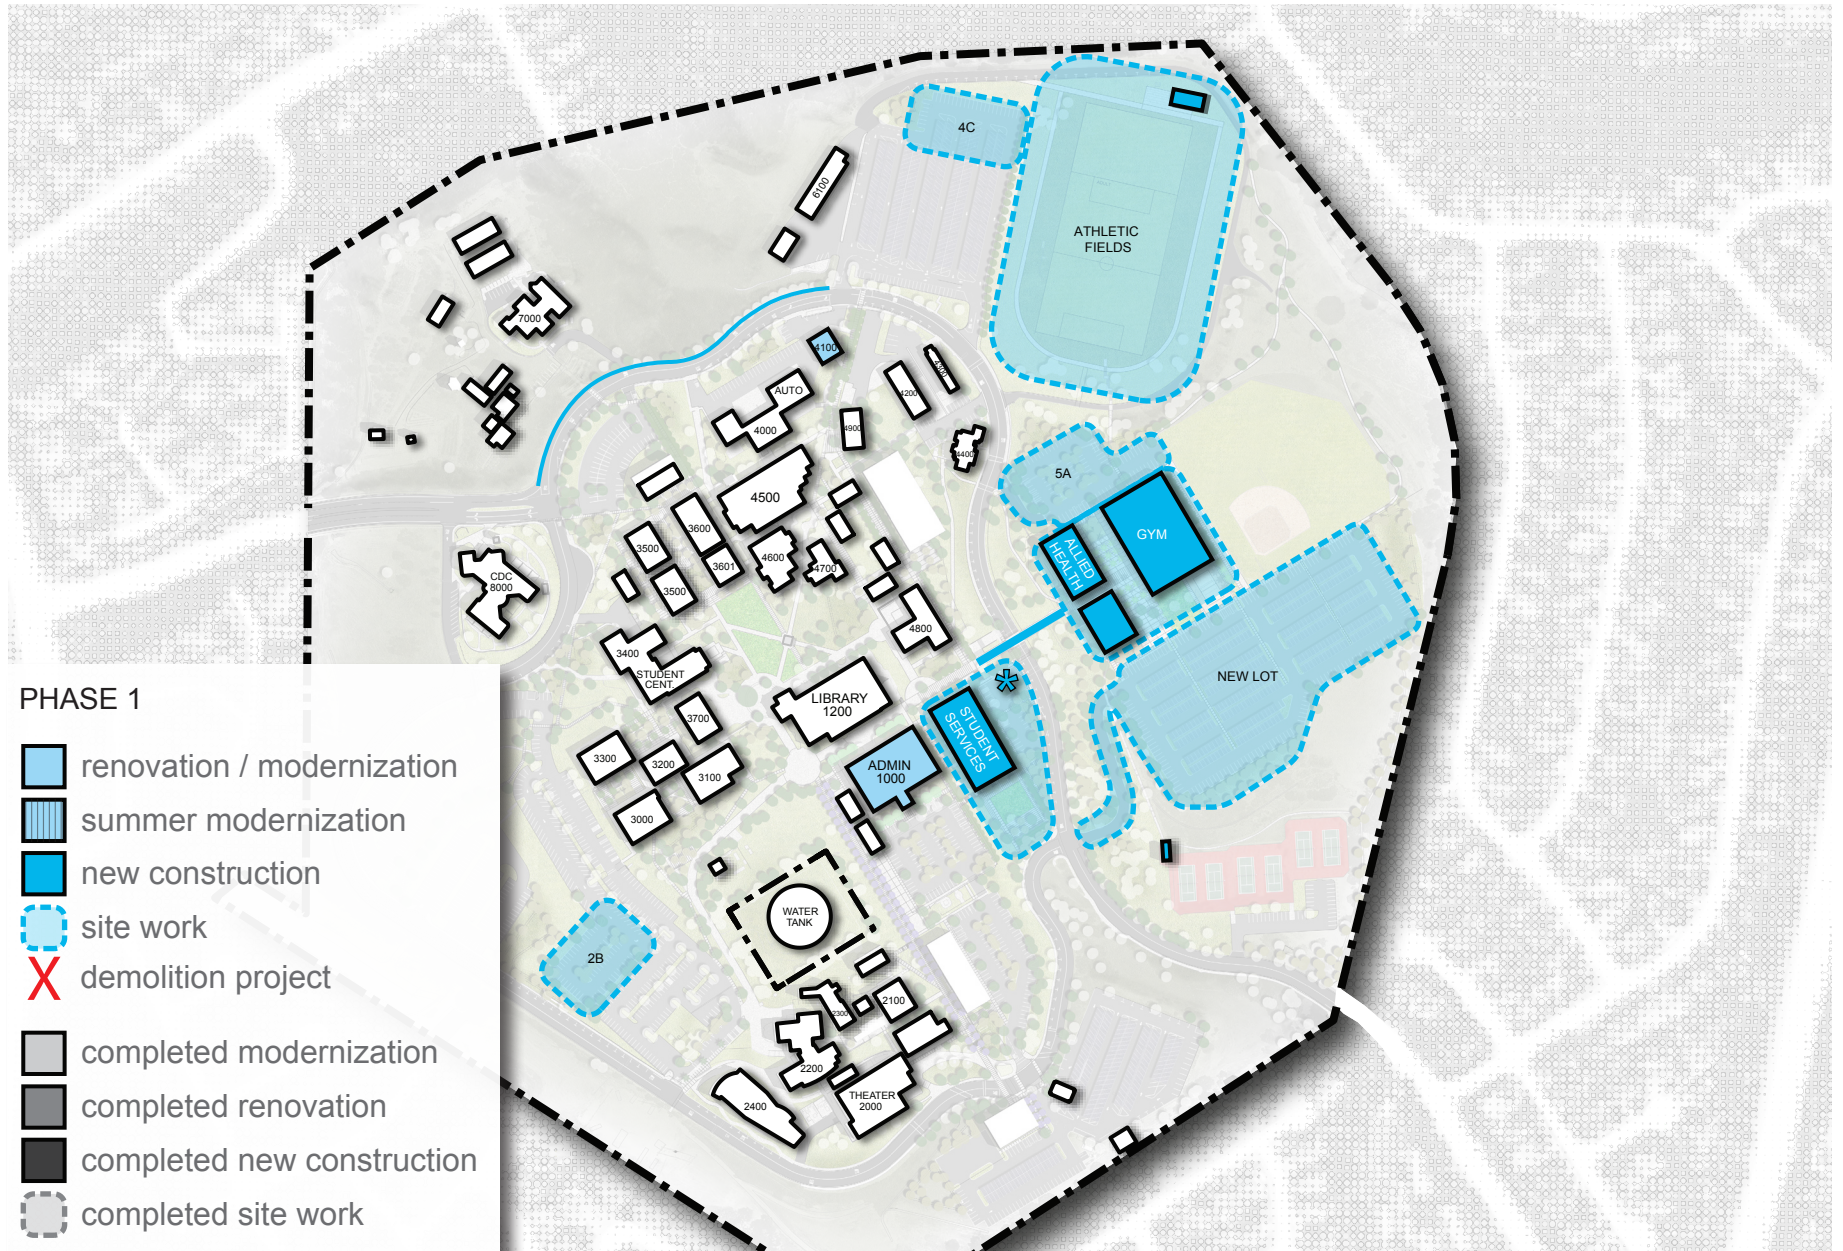 4C
6100
ATHLETIC
FIELDS
7000
4100
4300
AUTO
4200
4000
4900
4400
5A
4500
3600
GYM
3500
4600
ALLIED
HEALTH
3601
4700
CDC
8000
3500
4800
3400
STUDENT
CENT.
NEW LOT
LIBRARY
1200
3700
STUDENT
SERVICES
3300
3200
3100
ADMIN
1000
3000
WATER
TANK
2B
2100
2300
2200
THEATER
2000
2400
PHASE 1
renovation / modernization
summer modernization
new construction
site work
X demolition project
completed modernization
completed renovation
completed new construction
completed site work